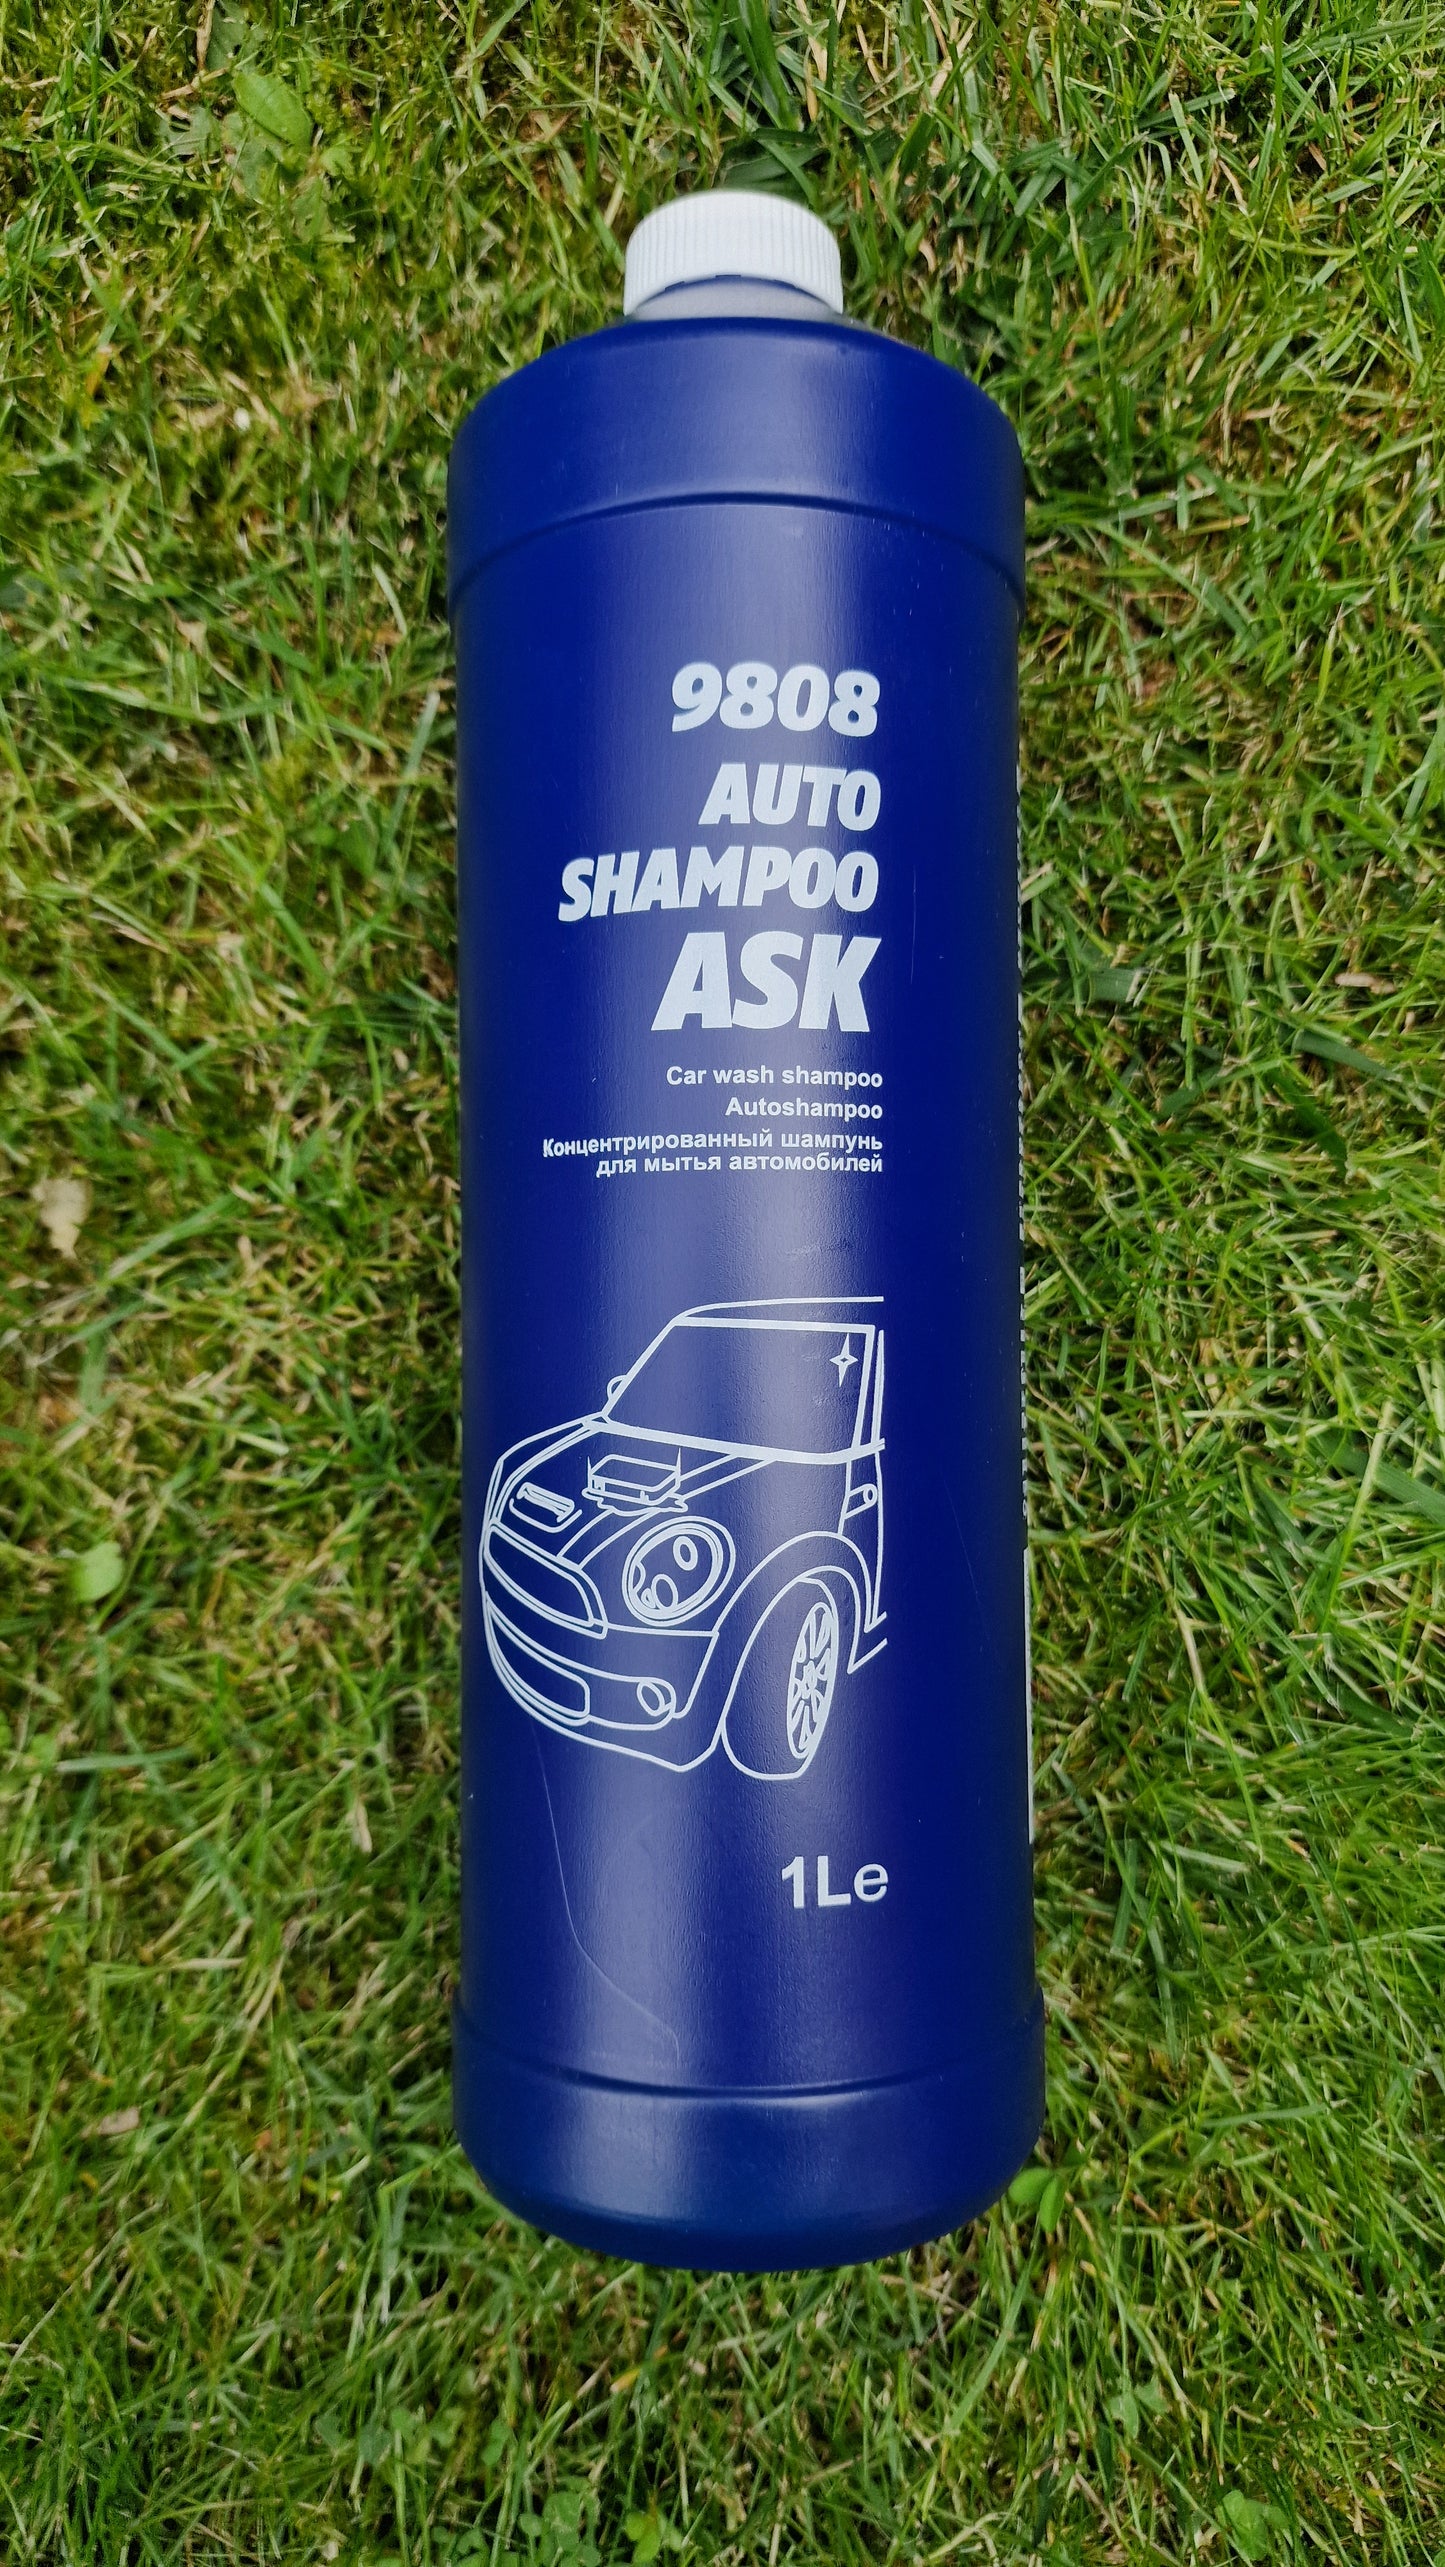 9808
AUTO
SHAMPOO
ASK
Car wash shampoo
Autoshampoo
Концентрированный шампунь
для мытья автомобилей
1Le